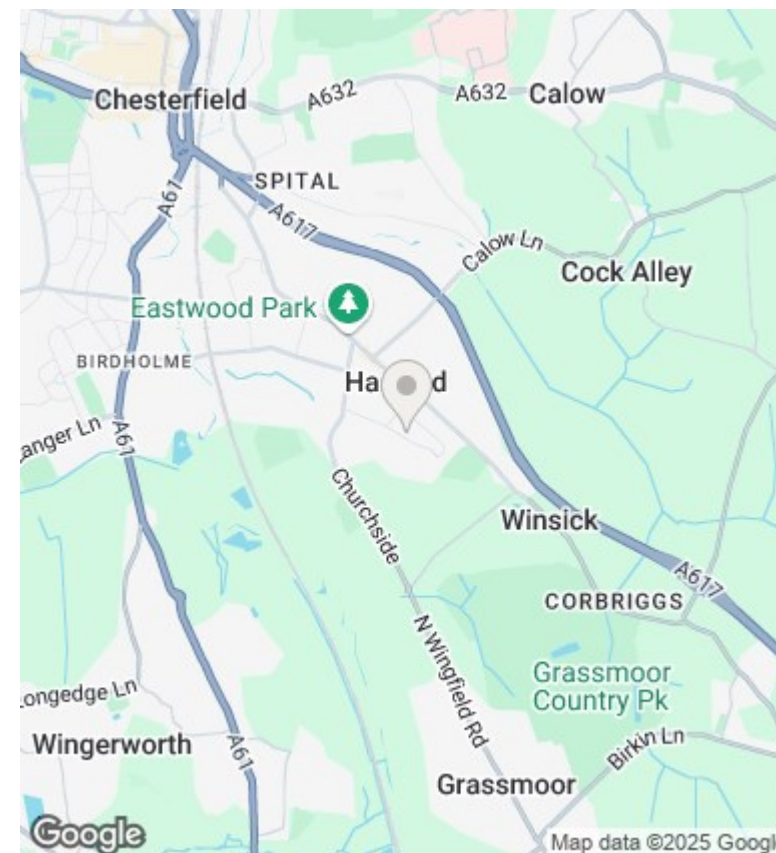 Chesterfield
A632
A632
Calow
SPITAL
A61
A617
Calow Ln
Cock Alley
Eastwood Park
BIRDHOLME
Ha d
anger Ln
A61
Churchside
Winsick
A617
CORBRIGGS
N Wingfield Rd
Grassmoor
Country Pk
ongedge Ln
Wingerworth
A61
Birkin Ln
Grassmoor
Google
Map data ©2025 Googl